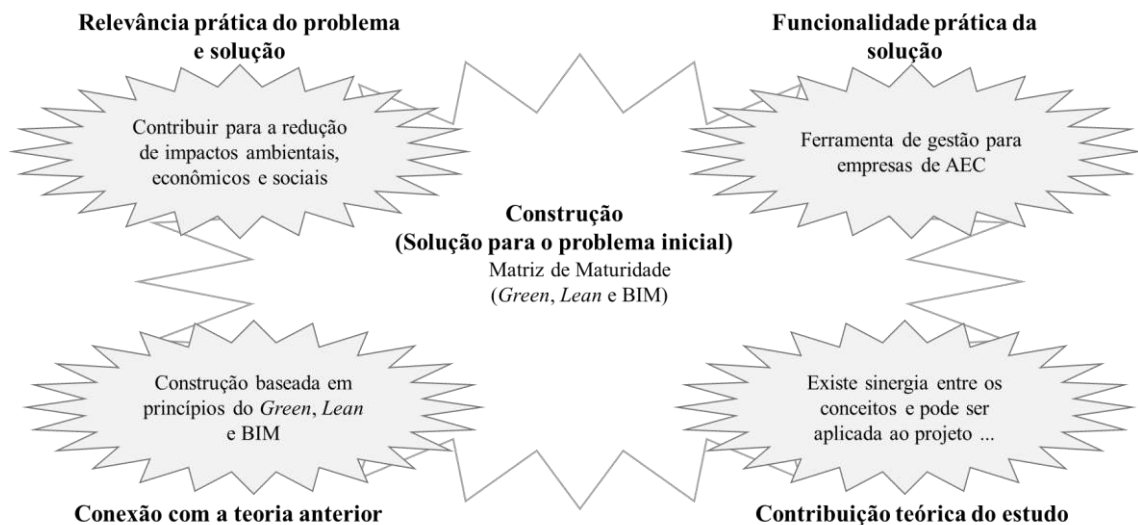 Relevância prática do problema
e solução
Contribuir para a redução
de impactos ambientais,
econômicos e sociais
Funcionalidade prática da
solução
Ferramenta de gestão para
empresas de AEC
Construção
(Solução para o problema inicial)
Matriz de Maturidade
(Green, Lean e BIM)
Construção baseada em
princípios do Green, Lean
e BIM
Conexão com a teoria anterior
Existe sinergia entre os
conceitos e pode ser
aplicada ao projeto ...
Contribuição teórica do estudo